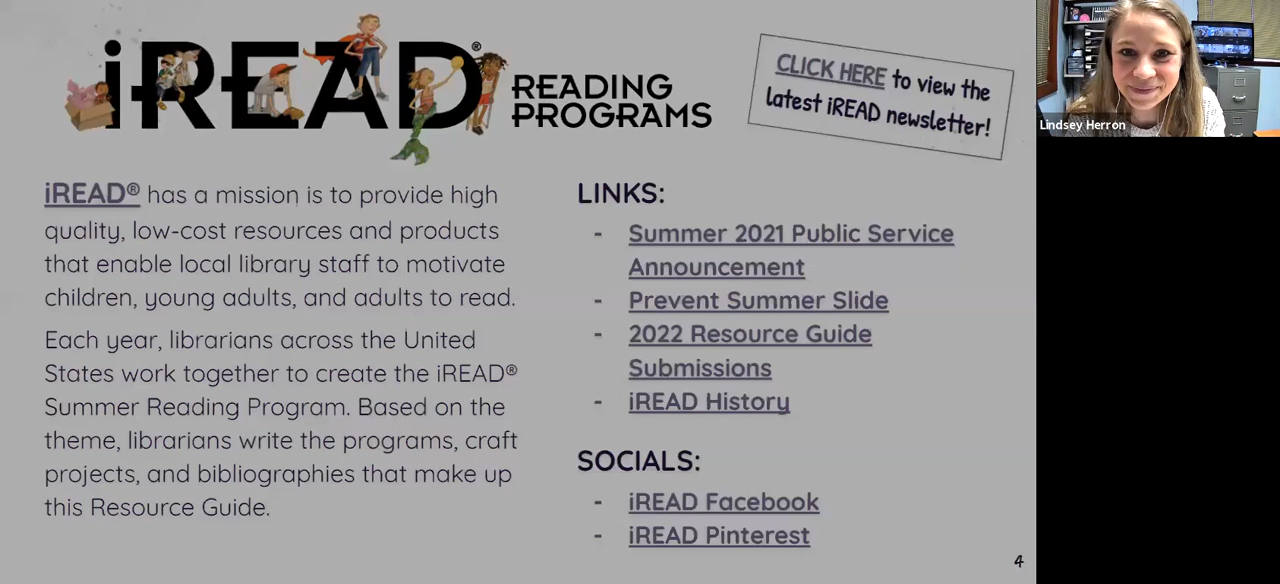 iREAD® READING PROGRAMS
CLICK HERE to view the
latest iREAD newsletter!
Lindsey Herron
iREAD® has a mission is to provide high
quality, low-cost resources and products
that enable local library staff to motivate
children, young adults, and adults to read.
Each year, librarians across the United
States work together to create the iREAD®
Summer Reading Program. Based on the
theme, librarians write the programs, craft
projects, and bibliographies that make up
this Resource Guide.
LINKS:
- Summer 2021 Public Service
Announcement
- Prevent Summer Slide
- 2022 Resource Guide
Submissions
- iREAD History
SOCIALS:
- iREAD Facebook
- iREAD Pinterest
4